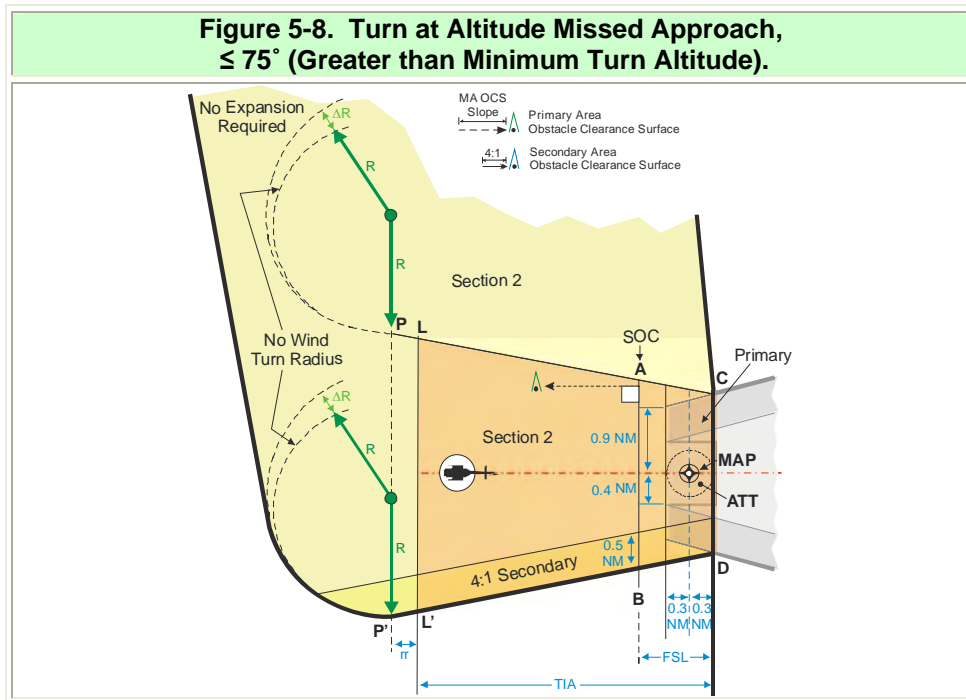 Figure 5-8. Turn at Altitude Missed Approach,
≤ 75˚ (Greater than Minimum Turn Altitude).
No Expansion
Required
ΔR
R
R
MA OCS
Slope
Primary Area
Obstacle Clearance Surface
4:1
Secondary Area
Obstacle Clearance Surface
Section 2
P
L
SOC
A
Primary
C
No Wind
Turn Radius
ΔR
R
R
Section 2
0.9 NM
0.4 NM
MAP
ATT
0.5
NM
4:1 Secondary
D
B
P'
L'
rr
0.3
NM
0.3
NM
FSL
TIA